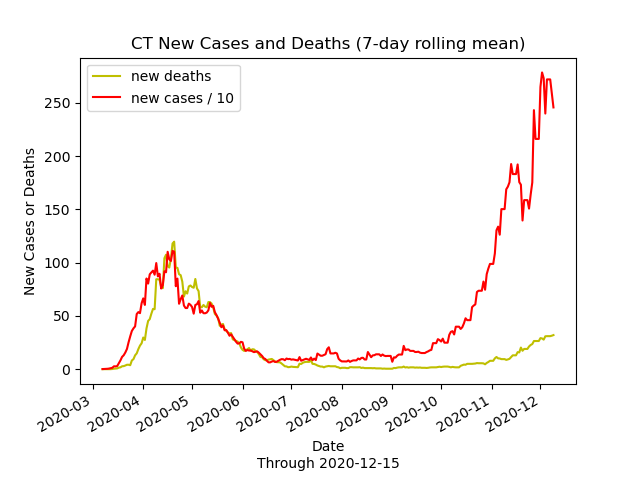 CT New Cases and Deaths (7-day rolling mean)
new deaths
new cases / 10
250
200
150
100
50
0
New Cases or Deaths
2020-03
2020-04
2020-05
2020-06
2020-07
2020-08
2020-09
2020-10
2020-11
2020-12
Date
Through 2020-12-15